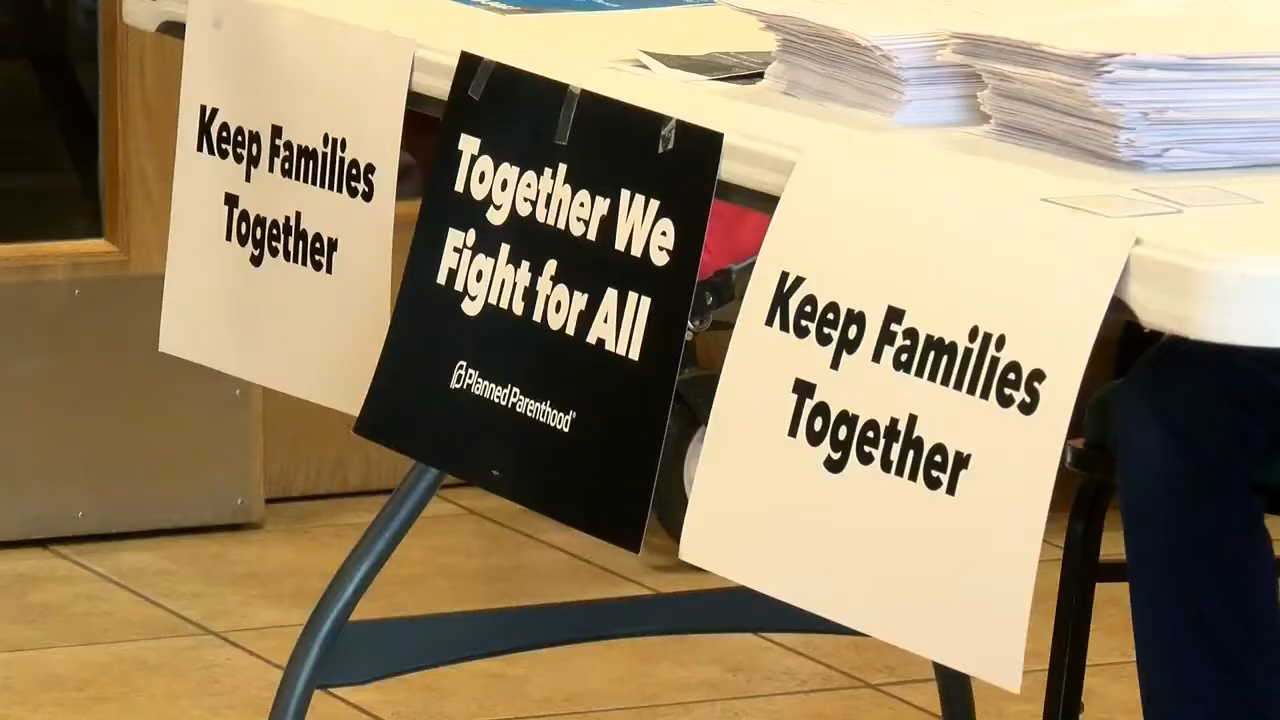 Keep Families
Together
Together We
Fight for All
Planned Parenthood®
Keep Families
Together